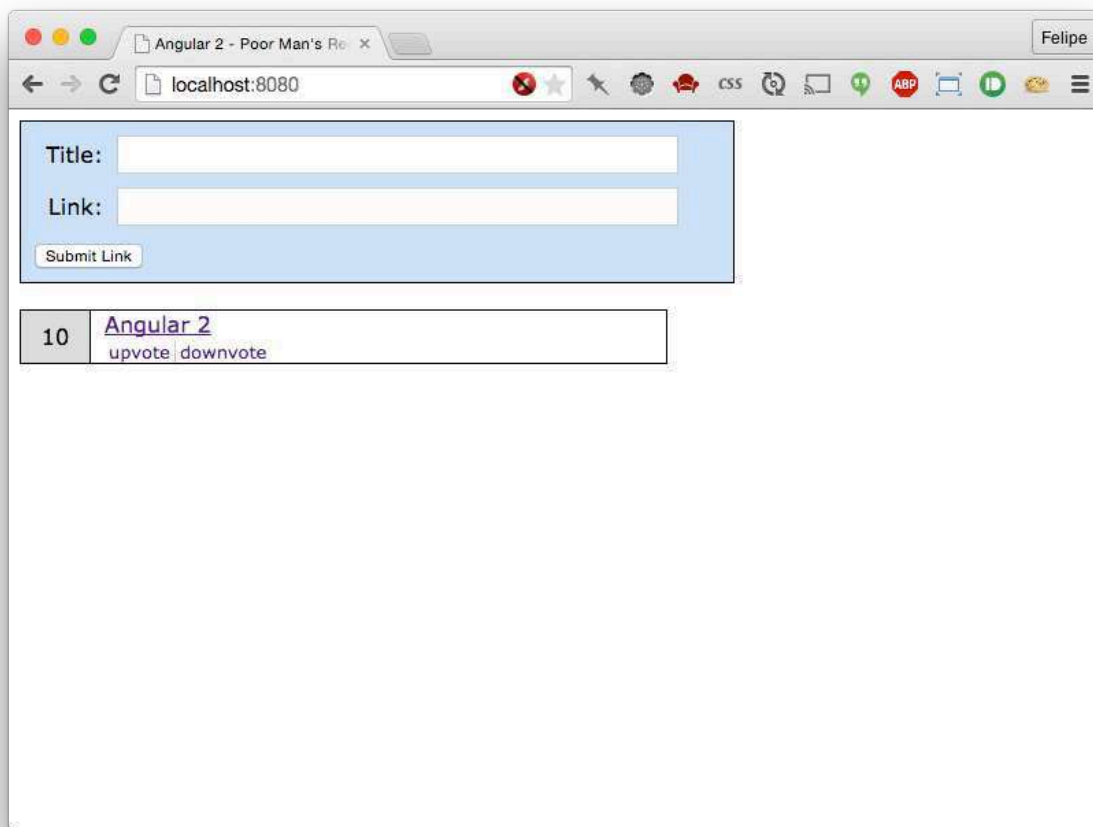 Angular 2 - Poor Man's Re
Felipe
localhost:8080
css
ABP
Title:
Link:
Submit Link
10
Angular 2
upvote downvote